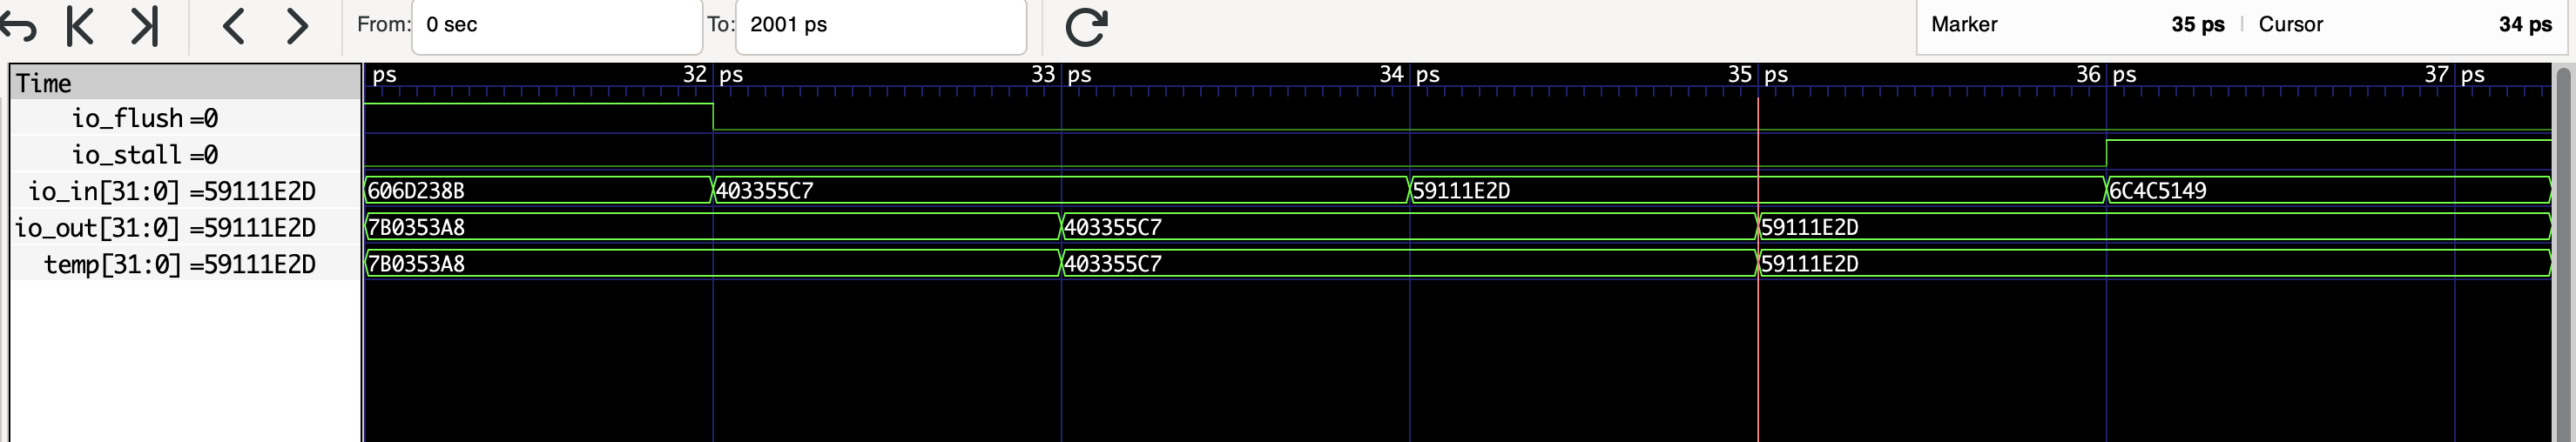 From: 0 sec To: 2001 ps Marker 35 ps | Cursor 34 ps
Time ps 32 ps 33 ps 34 ps 35 ps 36 ps 37 ps
io_flush =0
io_stall =0
io_in[31:0] =59111E2D 606D238B 403355C7 59111E2D 6C4C5149
io_out[31:0] =59111E2D 7B0353A8 403355C7 59111E2D
temp[31:0] =59111E2D 7B0353A8 403355C7 59111E2D